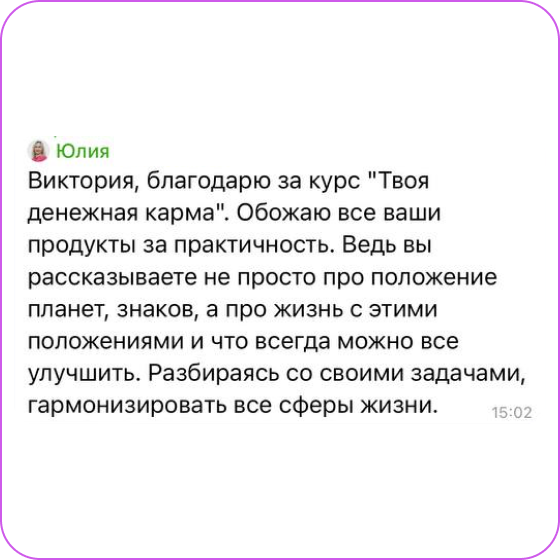 Юлия
Виктория, благодарю за курс "Твоя
денежная карма". Обожаю все ваши
продукты за практичность. Ведь вы
рассказываете не просто про положение
планет, знаков, а про жизнь с этими
положениями и что всегда можно все
улучшить. Разбираясь со своими задачами,
гармонизировать все сферы жизни.
15:02